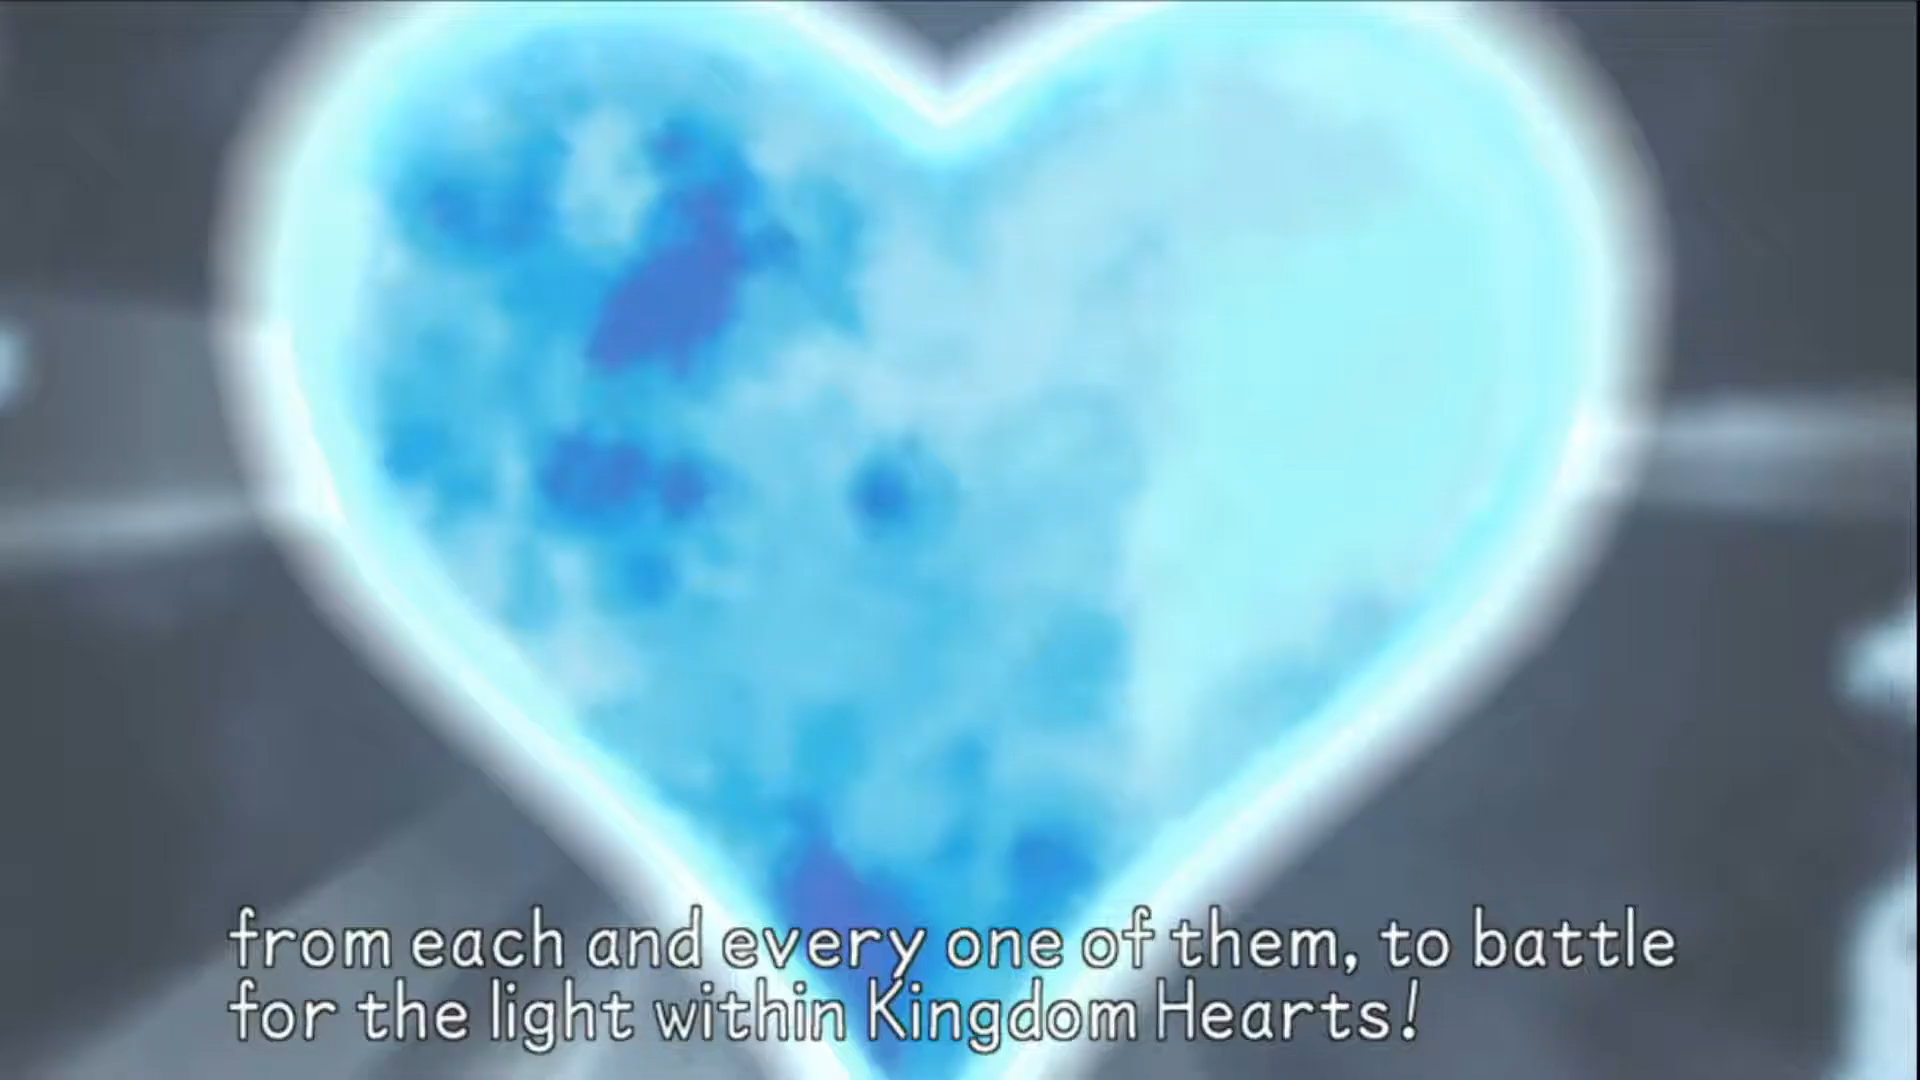 from each and every one of them, to battle
for the light within Kingdom Hearts!